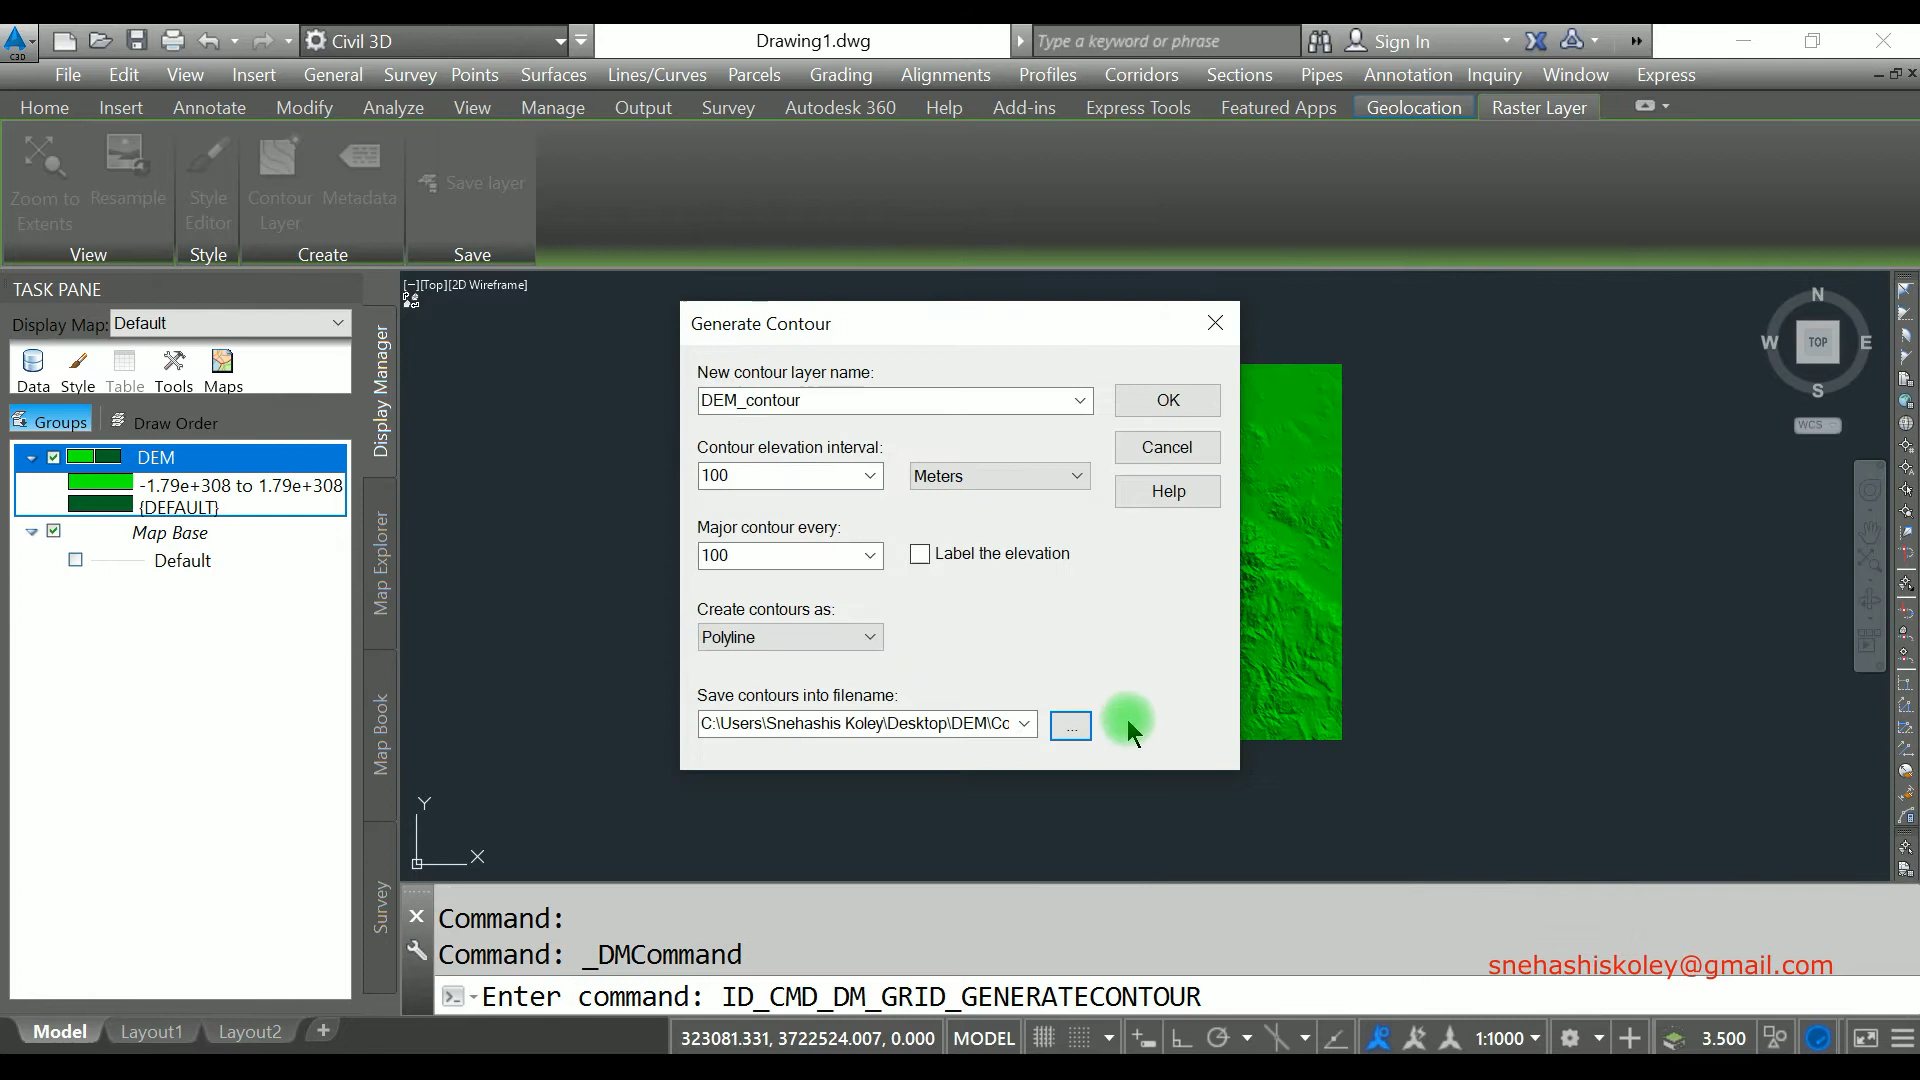 C3D
Civil 3D
Drawing1.dwg
Type a keyword or phrase
Sign In
File Edit View Insert General Survey Points Surfaces Lines/Curves Parcels Grading Alignments Profiles Corridors Sections Pipes Annotation Inquiry Window Express
Home Insert Annotate Modify Analyze View Manage Output Survey Autodesk 360 Help Add-ins Express Tools Featured Apps Geolocation Raster Layer
Zoom to Extents
Resample
Style Editor
Contour Layer
Metadata
Save layer
View Style Create Save
TASK PANE
Display Map: Default
Data Style Table Tools Maps
Groups Draw Order
DEM
-1.79e+308 to 1.79e+308
{DEFAULT}
Map Base
Default
Display Manager
Map Explorer
Map Book
Survey
[−][Top][2D Wireframe]
Generate Contour
New contour layer name:
DEM_contour
OK
Contour elevation interval:
Cancel
100
Meters
Help
Major contour every:
100
Label the elevation
Create contours as:
Polyline
Save contours into filename:
C:\Users\Snehashis Koley\Desktop\DEM\Co
...
N
W TOP E
S
WCS
Y
X
Command:
Command: _DMCommand
snehashiskoley@gmail.com
Enter command: ID_CMD_DM_GRID_GENERATECONTOUR
Model Layout1 Layout2 +
323081.331, 3722524.007, 0.000 MODEL 1:1000 3.500